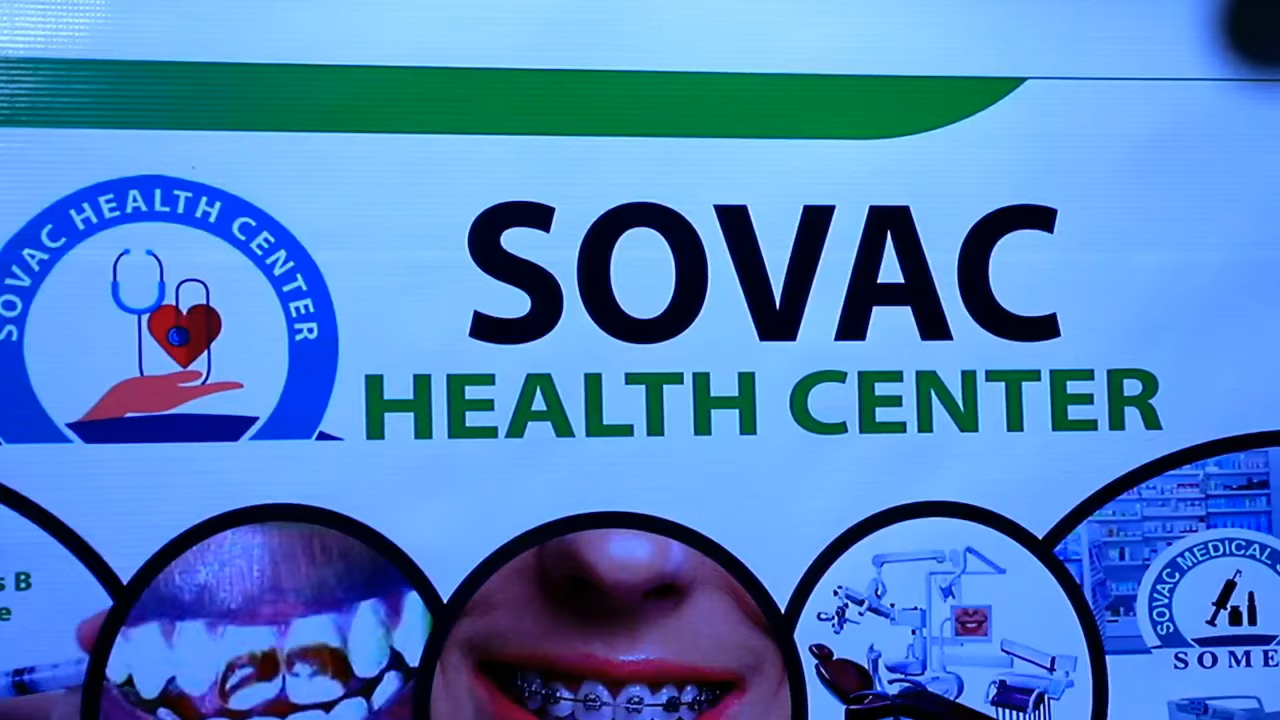 SOVAC HEALTH CENTER
SOVAC
HEALTH CENTER
B
SOVAC MEDICAL
SOME